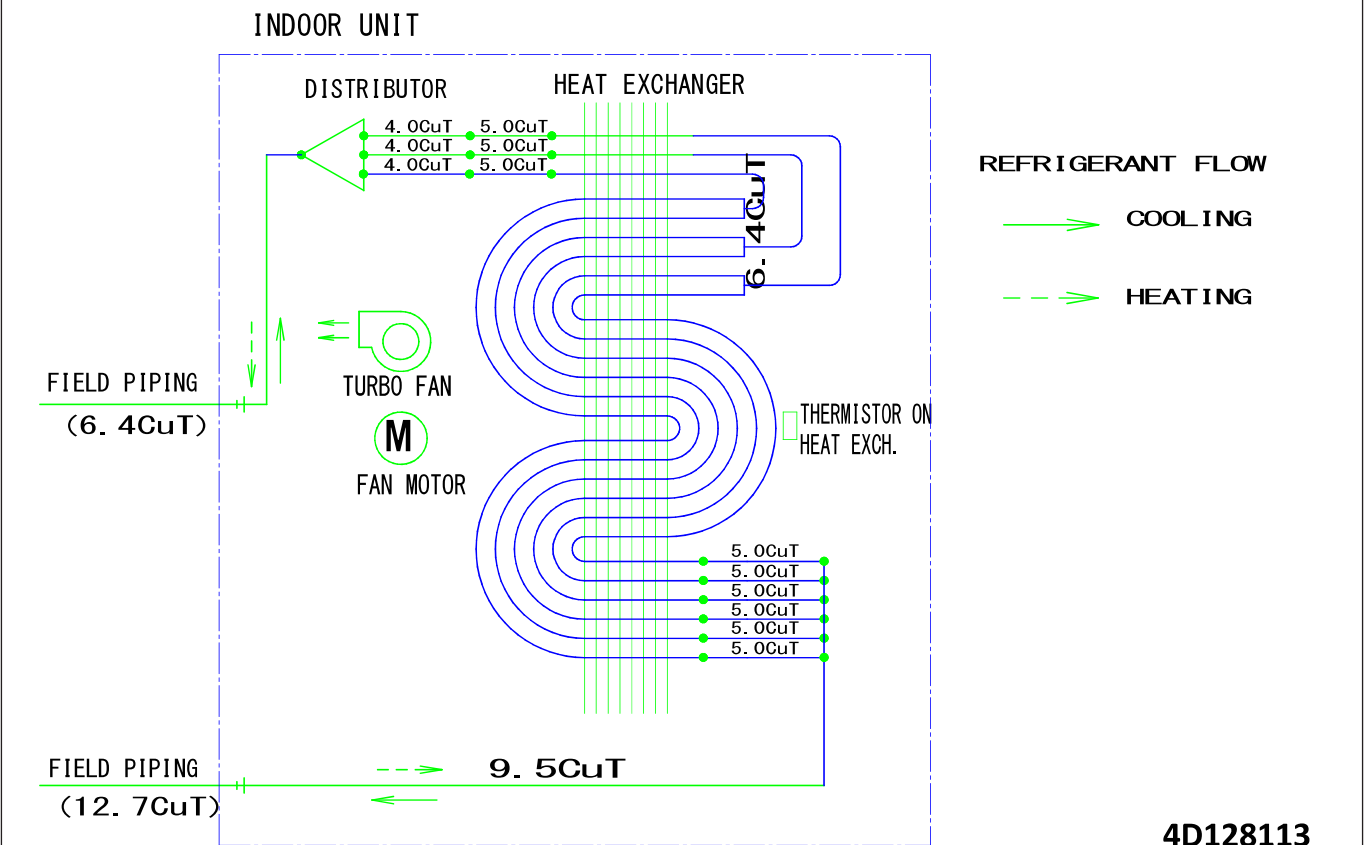 INDOOR UNIT
DISTRIBUTOR
HEAT EXCHANGER
4.0CuT 5.0CuT
4.0CuT 5.0CuT
4.0CuT 5.0CuT
6.4CuT
REFRIGERANT FLOW
COOLING
HEATING
FIELD PIPING
(6.4CuT)
TURBO FAN
M
FAN MOTOR
THERMISTOR ON
HEAT EXCH.
5.0CuT
5.0CuT
5.0CuT
5.0CuT
5.0CuT
5.0CuT
FIELD PIPING
(12.7CuT)
9.5CuT
4D128113